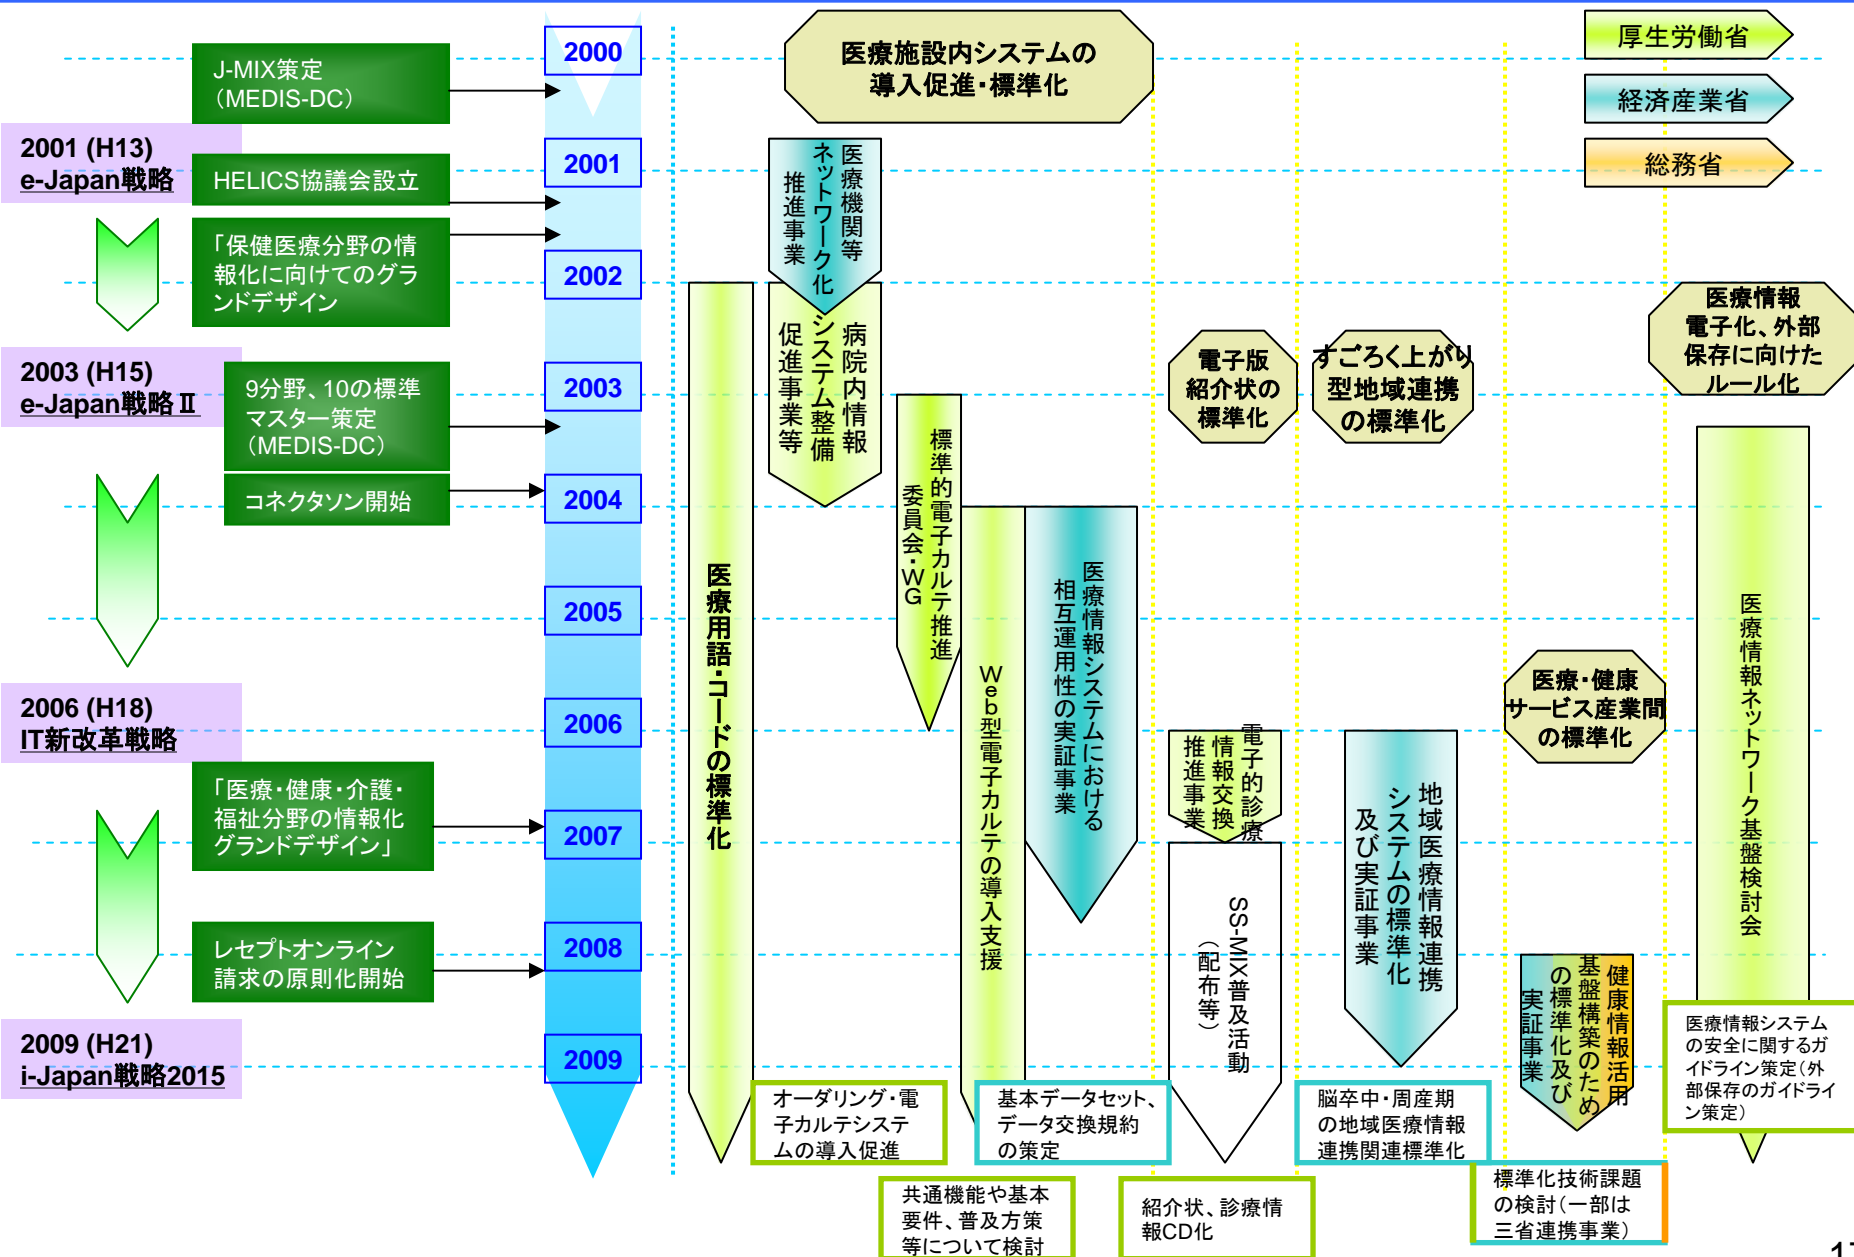 2000
2001
2002
2003
2004
2005
2006
2007
2008
2009
2001 (H13)
e-Japan戦略
2003 (H15)
e-Japan戦略Ⅱ
2006 (H18)
IT新改革戦略
2009 (H21)
i-Japan戦略2015
J-MIX策定
（MEDIS-DC）
HELICS協議会設立
「保健医療分野の情
報化に向けてのグラ
ンドデザイン
9分野、10の標準
マスター策定
（MEDIS-DC）
コネクタソン開始
「医療・健康・介護・
福祉分野の情報化
グランドデザイン」
レセプトオンライン
請求の原則化開始
医療施設内システムの
導入促進・標準化
厚生労働省
経済産業省
総務省
医療用語・コードの標準化
医療機関等
ネットワーク化
推進事業
病院内情報
システム整備
促進事業等
標準的電子カルテ推進
委員会・WG
Web型電子カルテの導入支援
医療情報システムにおける
相互運用性の実証事業
電子版
紹介状の
標準化
電子的診療
情報交換
推進事業
SS-MIX普及活動
（配布等）
すごろく上がり
型地域連携
の標準化
地域医療情報連携
システムの標準化
及び実証事業
医療・健康
サービス産業間
の標準化
健康情報活用
基盤構築のため
の標準化及び
実証事業
医療情報
電子化、外部
保存に向けた
ルール化
医療情報ネットワーク基盤検討会
オーダリング・電
子カルテシステ
ムの導入促進
共通機能や基本
要件、普及方策
等について検討
基本データセット、
データ交換規約
の策定
紹介状、診療情
報CD化
脳卒中・周産期
の地域医療情報
連携関連標準化
標準化技術課題
の検討（一部は
三省連携事業）
医療情報システム
の安全に関するガ
イドライン策定（外
部保存のガイドライ
ン策定）